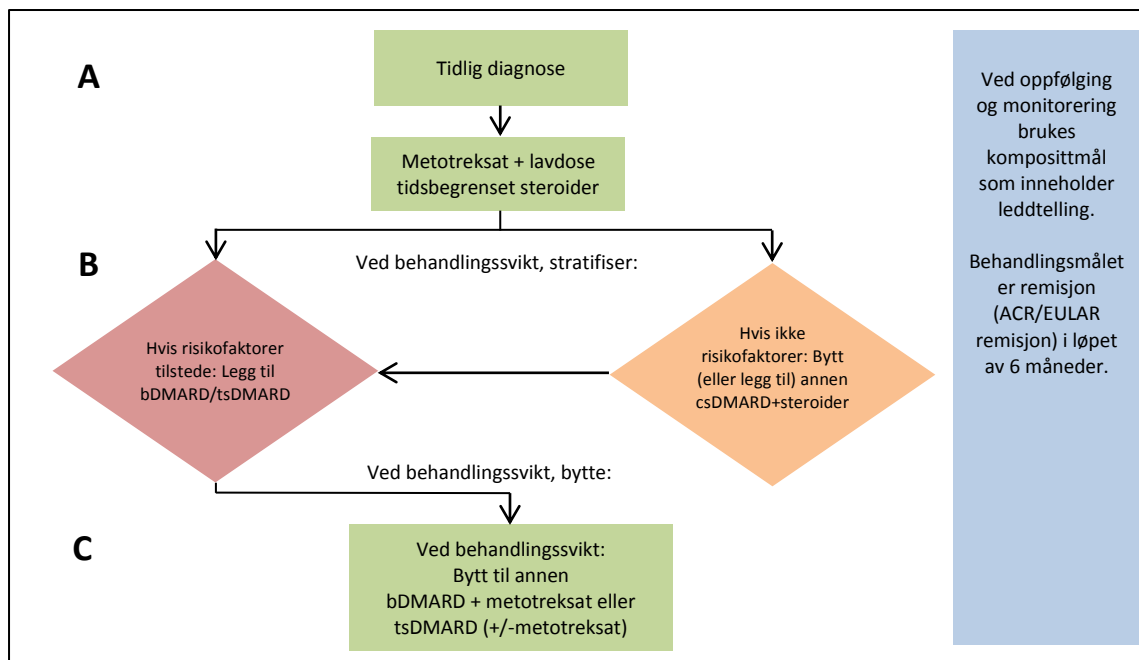 A
Tidlig diagnose
Metotreksat + lavdose
tidsbegrenset steroider
B
Ved behandlingssvikt, stratifiser:
Hvis risikofaktorer
tilstede: Legg til
bDMARD/tsDMARD
Hvis ikke
risikofaktorer: Bytt
(eller legg til) annen
csDMARD+steroider
Ved behandlingssvikt, bytte:
C
Ved behandlingssvikt:
Bytt til annen
bDMARD + metotreksat eller
tsDMARD (+/-metotreksat)
Ved oppfølging
og monitorering
brukes
komposittmål
som inneholder
leddtelling.
Behandlingsmålet
er remisjon
(ACR/EULAR
remisjon) i løpet
av 6 måneder.